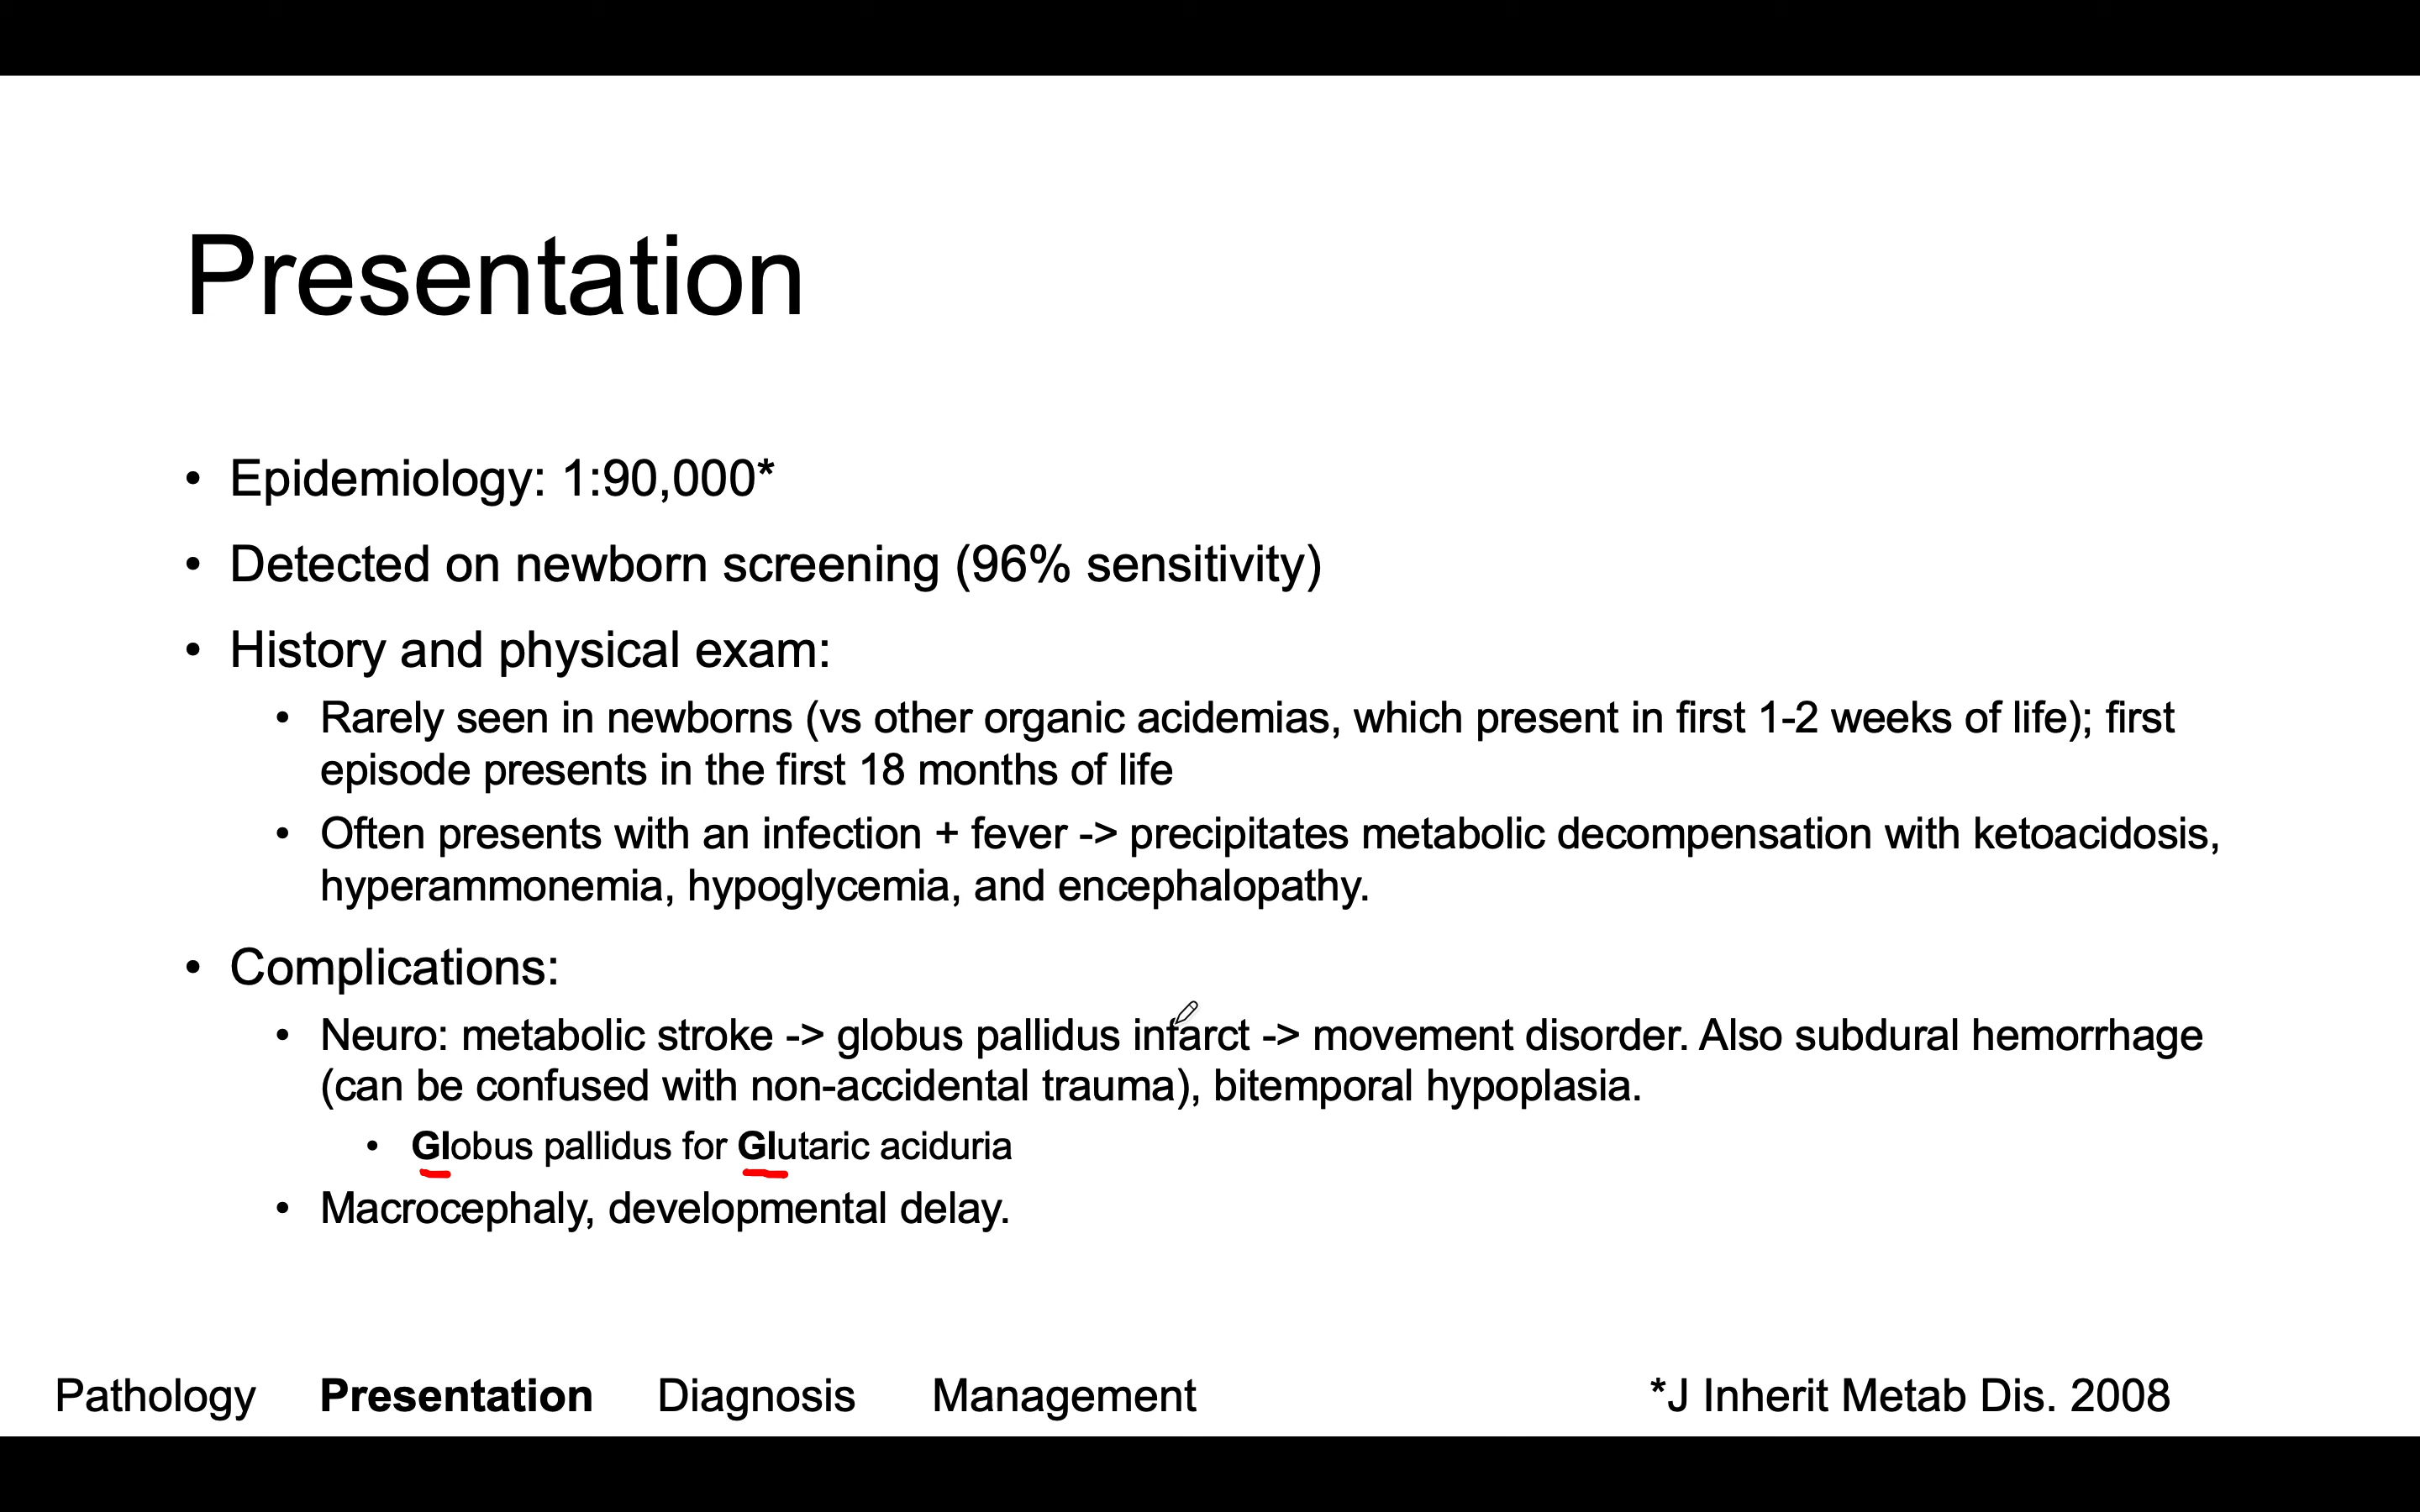 Presentation
• Epidemiology: 1:90,000*
• Detected on newborn screening (96% sensitivity)
• History and physical exam:
• Rarely seen in newborns (vs other organic acidemias, which present in first 1-2 weeks of life); first
episode presents in the first 18 months of life
• Often presents with an infection + fever -> precipitates metabolic decompensation with ketoacidosis,
hyperammonemia, hypoglycemia, and encephalopathy.
• Complications:
• Neuro: metabolic stroke -> globus pallidus infarct -> movement disorder. Also subdural hemorrhage
(can be confused with non-accidental trauma), bitemporal hypoplasia.
• Globus pallidus for Glutaric aciduria
• Macrocephaly, developmental delay.
Pathology Presentation Diagnosis Management *J Inherit Metab Dis. 2008